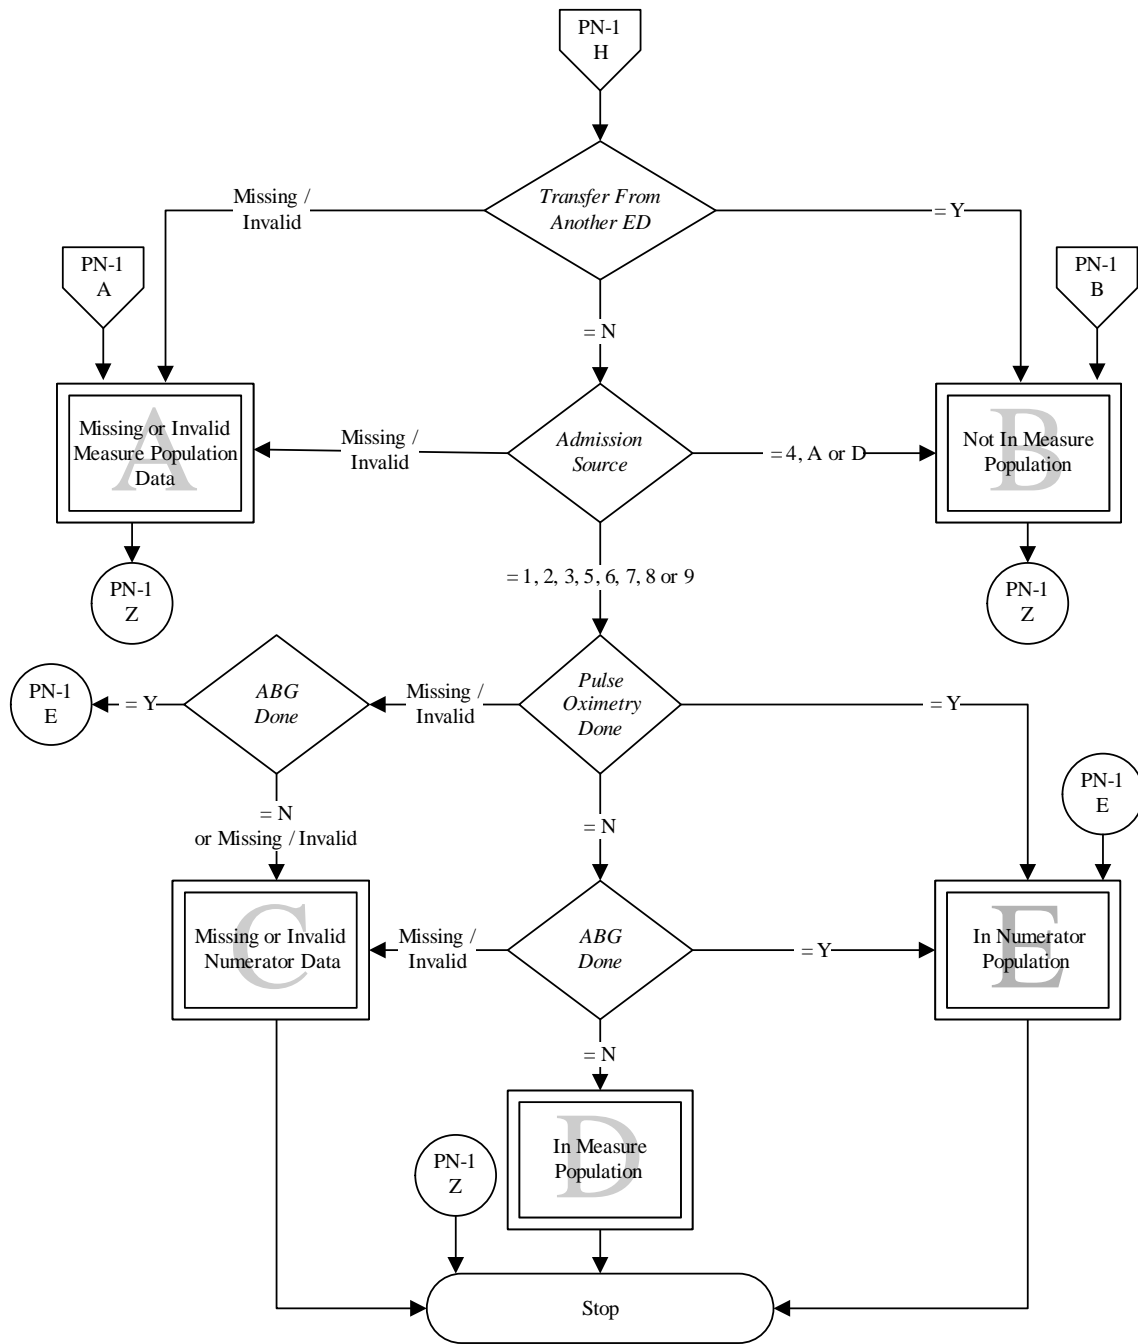 PN-1
H
Transfer From
Another ED
Missing /
Invalid
= Y
PN-1
A
PN-1
B
= N
A
Missing or Invalid
Measure Population
Data
Missing /
Invalid
Admission
Source
= 4, A or D
B
Not In Measure
Population
PN-1
Z
= 1, 2, 3, 5, 6, 7, 8 or 9
PN-1
Z
PN-1
E
= Y
ABG
Done
Missing /
Invalid
Pulse
Oximetry
Done
= Y
PN-1
E
= N
or Missing / Invalid
= N
C
Missing or Invalid
Numerator Data
Missing /
Invalid
ABG
Done
= Y
E
In Numerator
Population
= N
D
In Measure
Population
PN-1
Z
Stop